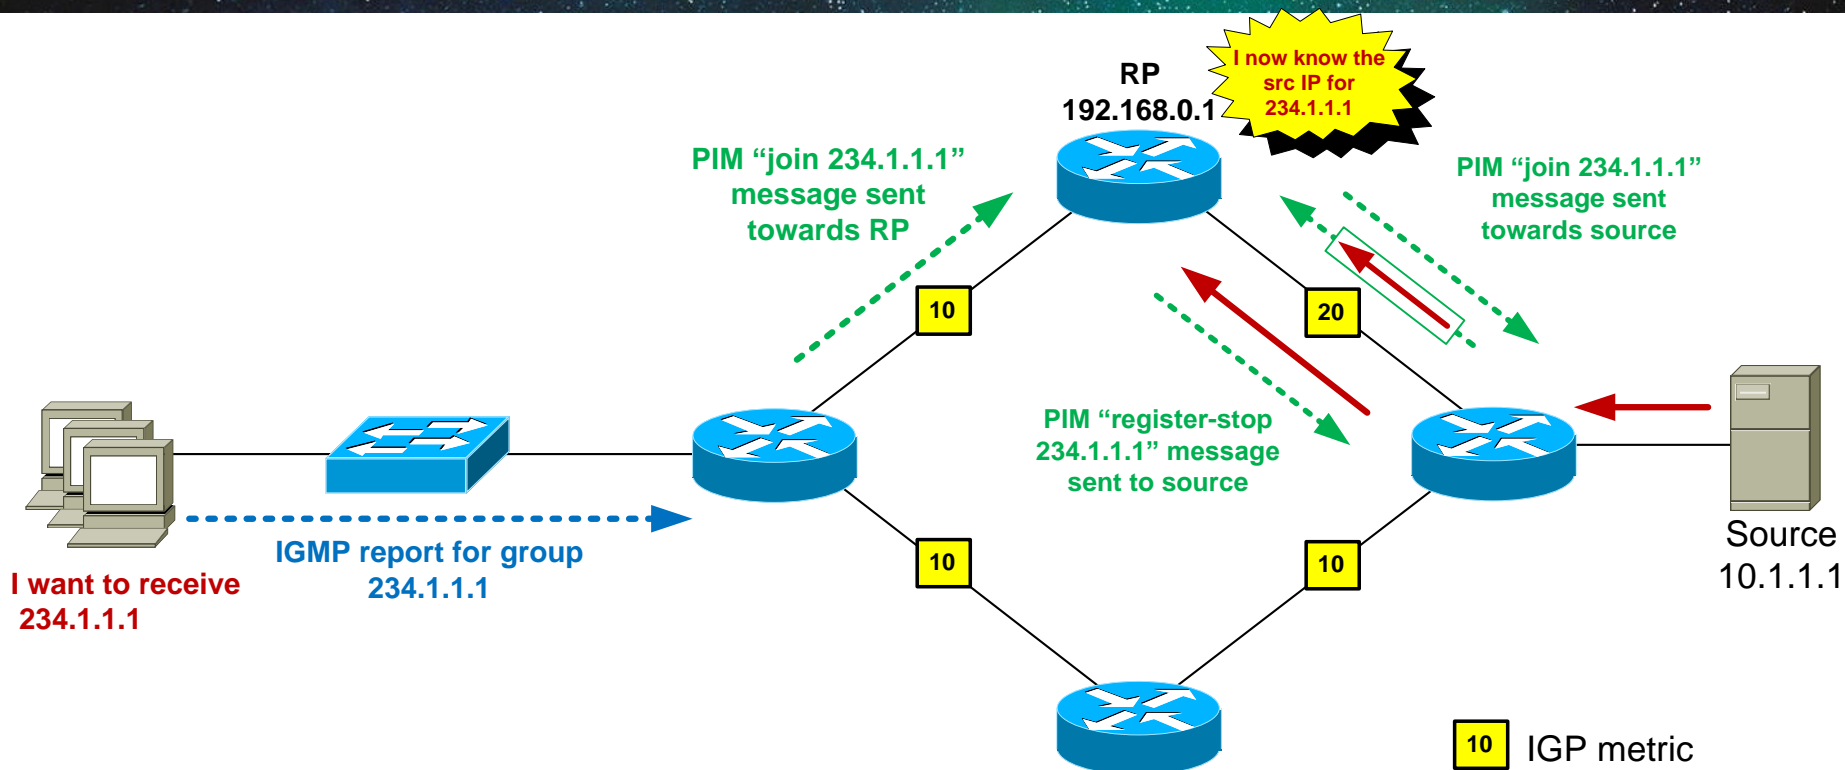 I now know the
src IP for
234.1.1.1
RP
192.168.0.1
PIM “join 234.1.1.1”
message sent
towards RP
PIM “join 234.1.1.1”
message sent
towards source
10
20
PIM “register-stop
234.1.1.1” message
sent to source
IGMP report for group
234.1.1.1
I want to receive
234.1.1.1
10
10
Source
10.1.1.1
10 IGP metric